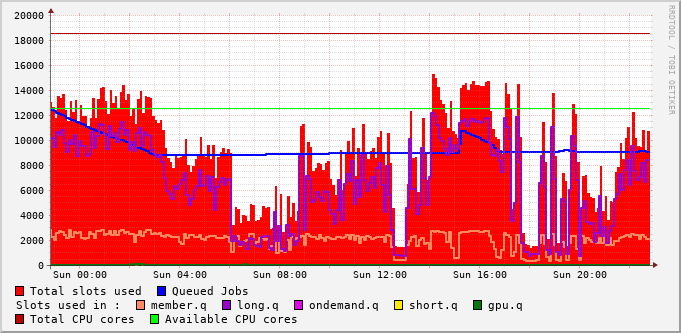 20000
18000
16000
14000
12000
10000
8000
6000
4000
2000
0
Sun 00:00 Sun 04:00 Sun 08:00 Sun 12:00 Sun 16:00 Sun 20:00
RRDTOOL / TOBI OETIKER
Total slots used Queued Jobs
Slots used in : member.q long.q ondemand.q short.q gpu.q
Total CPU cores Available CPU cores